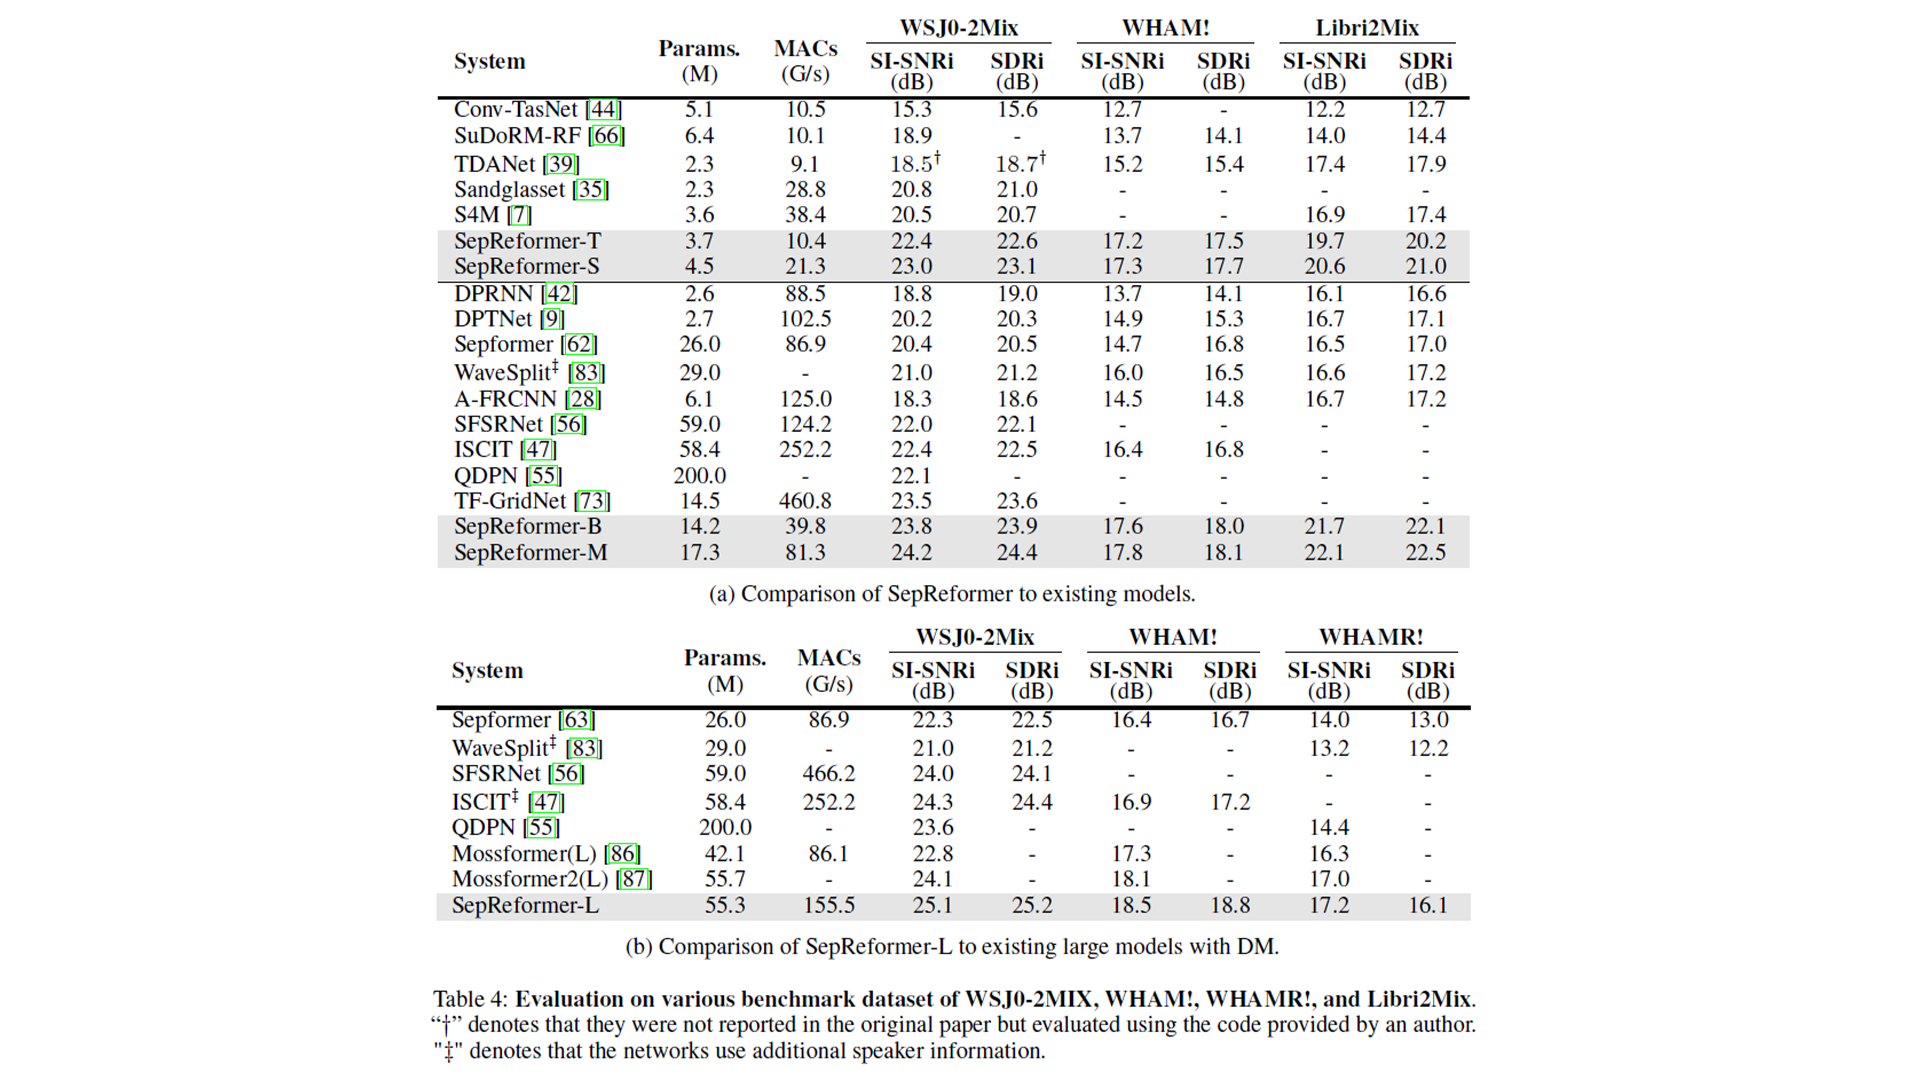 WSJ0-2Mix WHAM! Libri2Mix
System Params. (M) MACs (G/s) SI-SNRi (dB) SDRi (dB) SI-SNRi (dB) SDRi (dB) SI-SNRi (dB) SDRi (dB)
Conv-TasNet [44] 5.1 10.5 15.3 15.6 12.7 - 12.2 12.7
SuDoRM-RF [66] 6.4 10.1 18.9 - 13.7 14.1 14.0 14.4
TDANet [39] 2.3 9.1 18.5† 18.7† 15.2 15.4 17.4 17.9
Sandglasset [35] 2.3 28.8 20.8 21.0 - - - -
S4M [7] 3.6 38.4 20.5 20.7 - - 16.9 17.4
SepReformer-T 3.7 10.4 22.4 22.6 17.2 17.5 19.7 20.2
SepReformer-S 4.5 21.3 23.0 23.1 17.3 17.7 20.6 21.0
DPRNN [42] 2.6 88.5 18.8 19.0 13.7 14.1 16.1 16.6
DPTNet [9] 2.7 102.5 20.2 20.3 14.9 15.3 16.7 17.1
Sepformer [62] 26.0 86.9 20.4 20.5 14.7 16.8 16.5 17.0
WaveSplit‡ [83] 29.0 - 21.0 21.2 16.0 16.5 16.6 17.2
A-FRCNN [28] 6.1 125.0 18.3 18.6 14.5 14.8 16.7 17.2
SFSRNet [56] 59.0 124.2 22.0 22.1 - - - -
ISCIT [47] 58.4 252.2 22.4 22.5 16.4 16.8 - -
QDPN [55] 200.0 - 22.1 - - - - -
TF-GridNet [73] 14.5 460.8 23.5 23.6 - - - -
SepReformer-B 14.2 39.8 23.8 23.9 17.6 18.0 21.7 22.1
SepReformer-M 17.3 81.3 24.2 24.4 17.8 18.1 22.1 22.5
(a) Comparison of SepReformer to existing models.
WSJ0-2Mix WHAM! WHAMR!
System Params. (M) MACs (G/s) SI-SNRi (dB) SDRi (dB) SI-SNRi (dB) SDRi (dB) SI-SNRi (dB) SDRi (dB)
Sepformer [63] 26.0 86.9 22.3 22.5 16.4 16.7 14.0 13.0
WaveSplit‡ [83] 29.0 - 21.0 21.2 - - 13.2 12.2
SFSRNet [56] 59.0 466.2 24.0 24.1 - - - -
ISCIT‡ [47] 58.4 252.2 24.3 24.4 16.9 17.2 - -
QDPN [55] 200.0 - 23.6 - - - 14.4 -
Mossformer(L) [86] 42.1 86.1 22.8 - 17.3 - 16.3 -
Mossformer2(L) [87] 55.7 - 24.1 - 18.1 - 17.0 -
SepReformer-L 55.3 155.5 25.1 25.2 18.5 18.8 17.2 16.1
(b) Comparison of SepReformer-L to existing large models with DM.
Table 4: Evaluation on various benchmark dataset of WSJ0-2MIX, WHAM!, WHAMR!, and Libri2Mix.
“†” denotes that they were not reported in the original paper but evaluated using the code provided by an author.
"‡" denotes that the networks use additional speaker information.